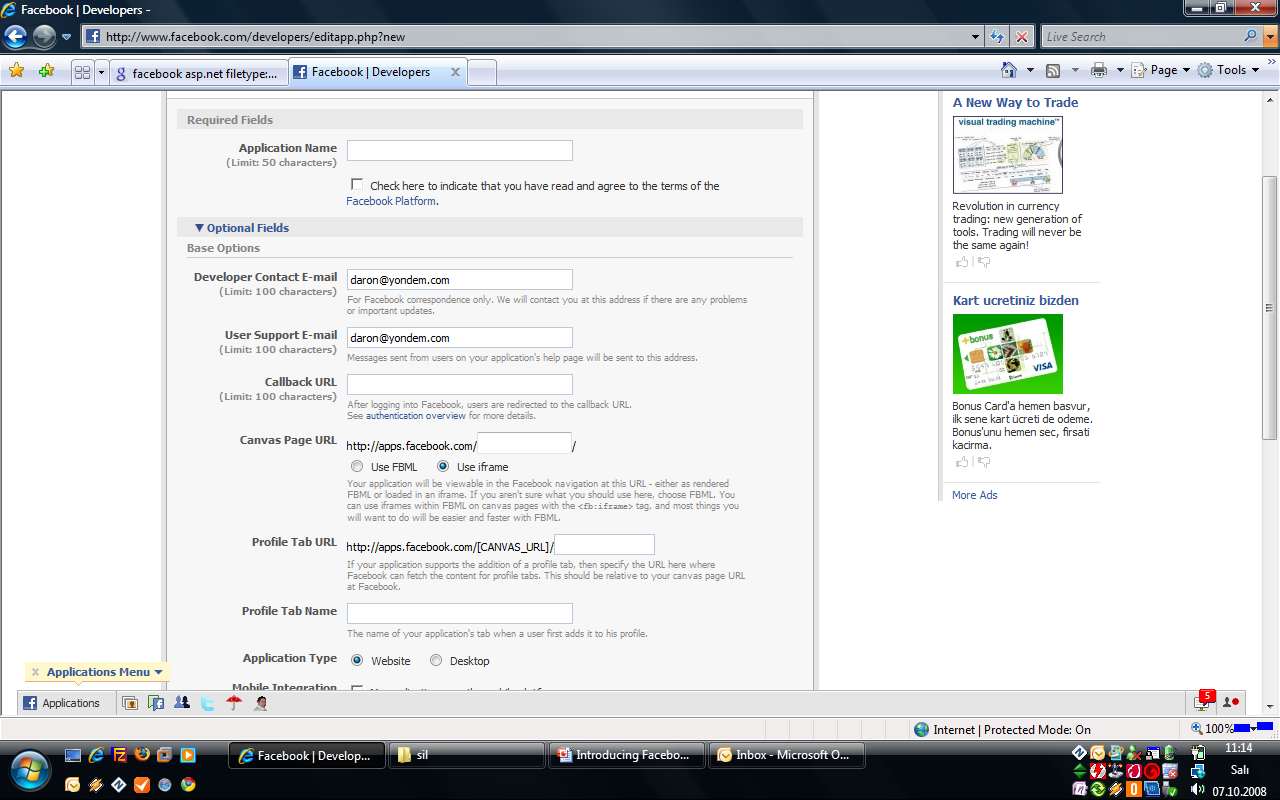 Facebook | Developers -
http://www.facebook.com/developers/editapp.php?new
Live Search
facebook asp.net filetype:...
Facebook | Developers
Page
Tools
Required Fields
Application Name
(Limit: 50 characters)
Check here to indicate that you have read and agree to the terms of the
Facebook Platform.
Optional Fields
Base Options
Developer Contact E-mail
(Limit: 100 characters)
daron@yondem.com
For Facebook correspondence only. We will contact you at this address if there are any problems
or important updates.
User Support E-mail
(Limit: 100 characters)
daron@yondem.com
Messages sent from users on your application's help page will be sent to this address.
Callback URL
(Limit: 100 characters)
After logging into Facebook, users are redirected to the callback URL.
See authentication overview for more details.
Canvas Page URL
http://apps.facebook.com/ /
Use FBML Use iframe
Your application will be viewable in the Facebook navigation at this URL - either as rendered
FBML or loaded in an iframe. If you aren't sure what you should use here, choose FBML. You
can use iframes within FBML on canvas pages with the <fb:iframe> tag, and most things you
will want to do will be easier and faster with FBML.
Profile Tab URL
http://apps.facebook.com/[CANVAS_URL]/
If your application supports the addition of a profile tab, then specify the URL here where
Facebook can fetch the content for profile tabs. This should be relative to your canvas page URL
at Facebook.
Profile Tab Name
The name of your application's tab when a user first adds it to his profile.
Application Type
Website Desktop
Mobile Integration
A New Way to Trade
visual trading machine™
Revolution in currency
trading: new generation of
tools. Trading will never be
the same again!
Kart ucretiniz bizden
bonus
VISA
Bonus Card'a hemen basvur,
ilk sene kart ücreti de odeme.
Bonus'unu hemen sec, firsati
kacirma.
More Ads
x Applications Menu
Applications
5
Internet | Protected Mode: On
100%
Facebook | Develop...
sil
Introducing Facebo...
Inbox - Microsoft O...
11:14
Salı
07.10.2008